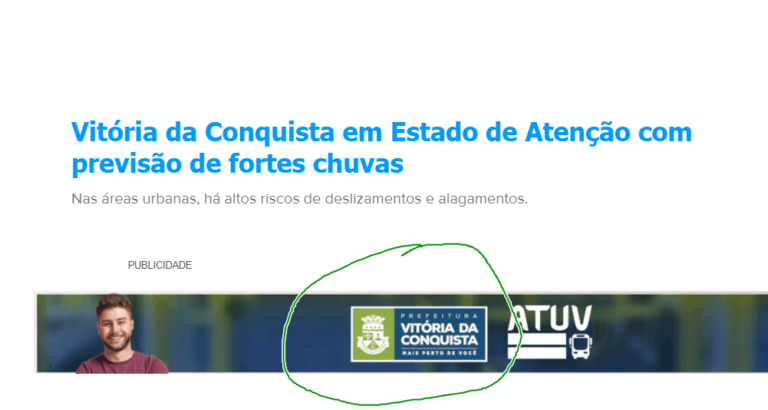 Vitória da Conquista em Estado de Atenção com
previsão de fortes chuvas
Nas áreas urbanas, há altos riscos de deslizamentos e alagamentos.
PUBLICIDADE
PREFEITURA
VITÓRIA DA
CONQUISTA
MAIS PERTO DE VOCÊ
ATUV